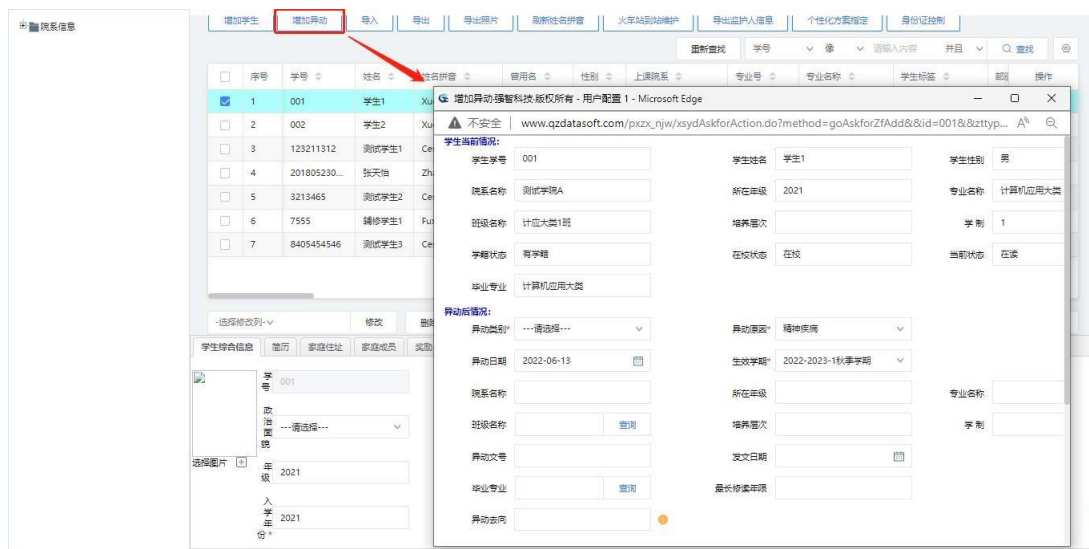 院系信息
增加学生 增加异动 导入 导出 导出照片 刷新姓名拼音 火车站到站维护 导出监护人信息 个性化方案指定 身份证控制
重新查找 学号 像 请输入内容 并且 查找
序号 学号 姓名 姓名拼音 曾用名 性别 上课院系 专业号 专业名称 学生标签 操作
1 001 学生1 Xu
2 002 学生2 Xu
3 123211312 测试学生1 Ce
4 201805230... 张天怡 Zh
5 3213465 测试学生2 Ce
6 7555 辅修学生1 Fu
7 8405454546 测试学生3 Ce
增加异动-强智科技-版权所有 - 用户配置 1 - Microsoft Edge
不安全 www.qzdatasoft.com/pxzx_njw/xsydAskforAction.do?method=goAskforZfAdd&&id=001&&zttyp...
学生当前情况:
学生学号 001 学生姓名 学生1 学生性别 男
院系名称 测试学院A 所在年级 2021 专业名称 计算机应用大类
班级名称 计应大类1班 培养层次 学制 1
学籍状态 有学籍 在校状态 在校 当前状态 在读
毕业专业 计算机应用大类
异动后情况:
异动类别* ---请选择--- 异动原因* 精神疾病
异动日期 2022-06-13 生效学期* 2022-2023-1秋季学期
院系名称 所在年级 专业名称
班级名称 查询 培养层次 学制
异动文号 发文日期
毕业专业 查询 最长修读年限
异动去向
-选择修改列- 修改 删
学生综合信息 简历 家庭住址 家庭成员 奖励
学号 001
政治面貌 ---请选择---
选择图片
年级 2021
入学年份* 2021